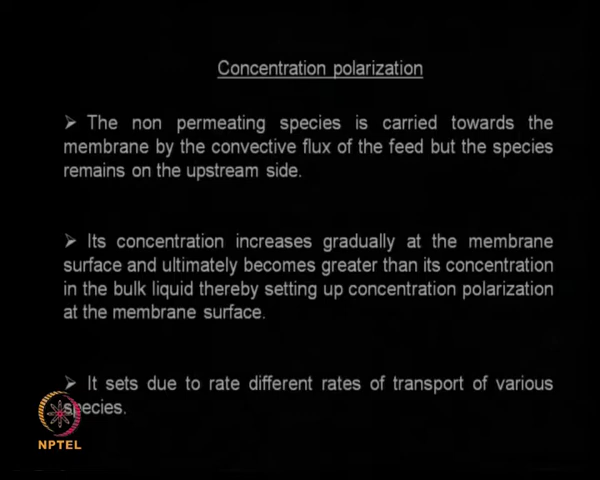 Concentration polarization
➢ The non permeating species is carried towards the
membrane by the convective flux of the feed but the species
remains on the upstream side.
➢ Its concentration increases gradually at the membrane
surface and ultimately becomes greater than its concentration
in the bulk liquid thereby setting up concentration polarization
at the membrane surface.
➢ It sets due to rate different rates of transport of various
species.
NPTEL